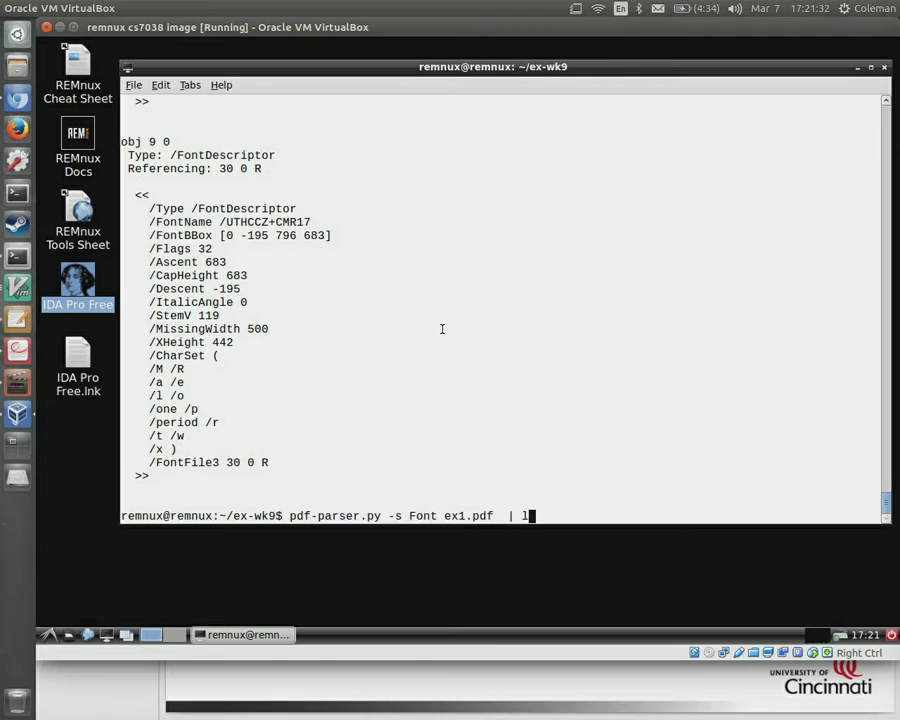 Oracle VM VirtualBox
En
(4:34)
Mar 7 17:21:32
Coleman
remnux cs7038 image [Running] - Oracle VM VirtualBox
REMnux
Cheat Sheet
REM
REMnux
Docs
REMnux
Tools Sheet
IDA Pro Free
IDA Pro
Free.lnk
remnux@remnux: ~/ex-wk9
File Edit Tabs Help
>>
obj 9 0
Type: /FontDescriptor
Referencing: 30 0 R
<<
/Type /FontDescriptor
/FontName /UTHCCZ+CMR17
/FontBBox [0 -195 796 683]
/Flags 32
/Ascent 683
/CapHeight 683
/Descent -195
/ItalicAngle 0
/StemV 119
/MissingWidth 500
/XHeight 442
/CharSet (
/M /R
/a /e
/l /o
/one /p
/period /r
/t /w
/x )
/FontFile3 30 0 R
>>
remnux@remnux:~/ex-wk9$ pdf-parser.py -s Font ex1.pdf  | l
remnux@remn...
17:21
Right Ctrl
UNIVERSITY OF
Cincinnati